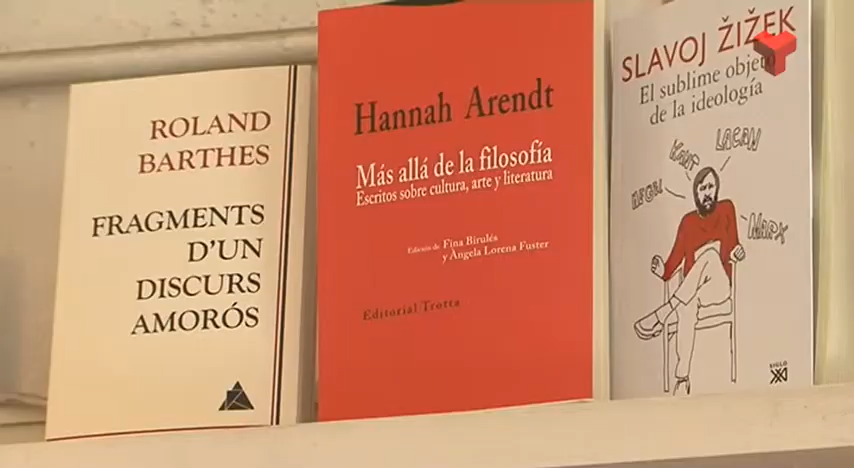 ROLAND
BARTHES
FRAGMENTS
D'UN
DISCURS
AMORÓS
Hannah Arendt
Más allá de la filosofía
Escritos sobre cultura, arte y literatura
Edición de Fina Birulés
y Àngela Lorena Fuster
Editorial Trotta
SLAVOJ ŽIŽEK
El sublime objeto
de la ideología
LACAN
KANT
HEGEL
MARX
SIGLO
XXI